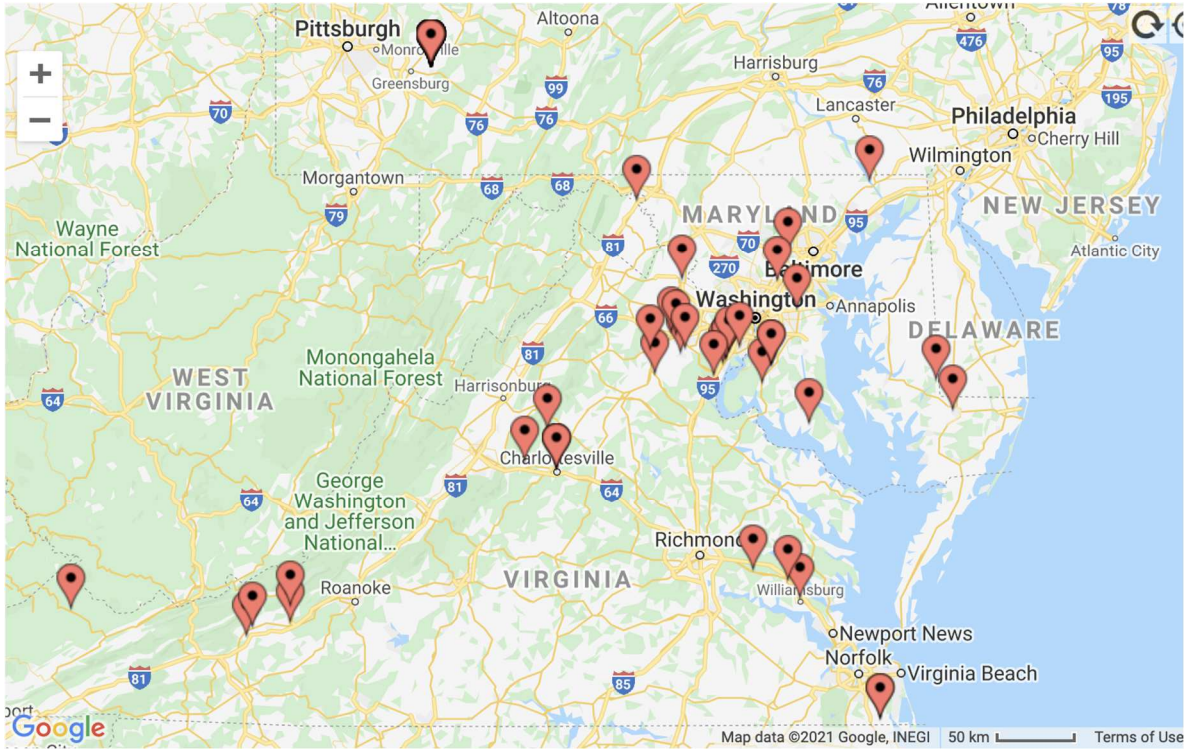 Pittsburgh
Altoona
Allentown
78
Monroeville
476
95
+
Greensburg
Harrisburg
99
76
195
−
70
76
76
Lancaster
Philadelphia
Cherry Hill
Wilmington
Morgantown
68
68
79
MARYLAND
95
NEW JERSEY
Wayne
National Forest
81
70
Atlantic City
270
Baltimore
Washington
Annapolis
66
DELAWARE
81
Monongahela
National Forest
Harrisonburg
WEST
VIRGINIA
64
95
Charlottesville
81
64
64
George
Washington
and Jefferson
National...
Richmond
VIRGINIA
Roanoke
Williamsburg
Newport News
Norfolk
Virginia Beach
81
85
port
Google
Map data ©2021 Google, INEGI
50 km
Terms of Use